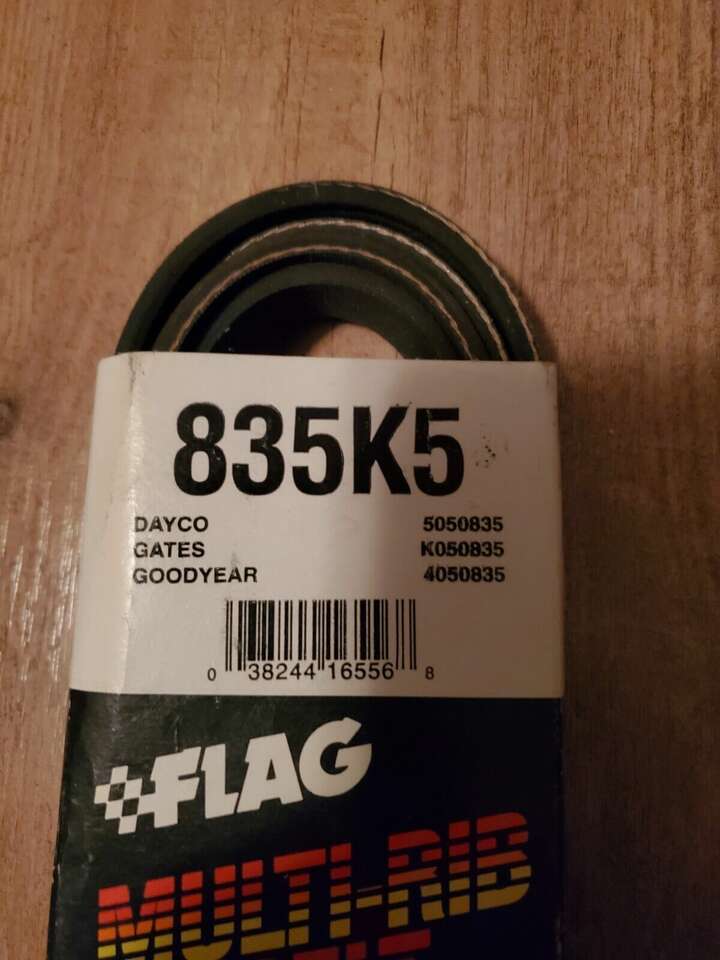 835K5
DAYCO 5050835
GATES K050835
GOODYEAR 4050835
0 38244 16556 8
FLAG
MULTI-RIB